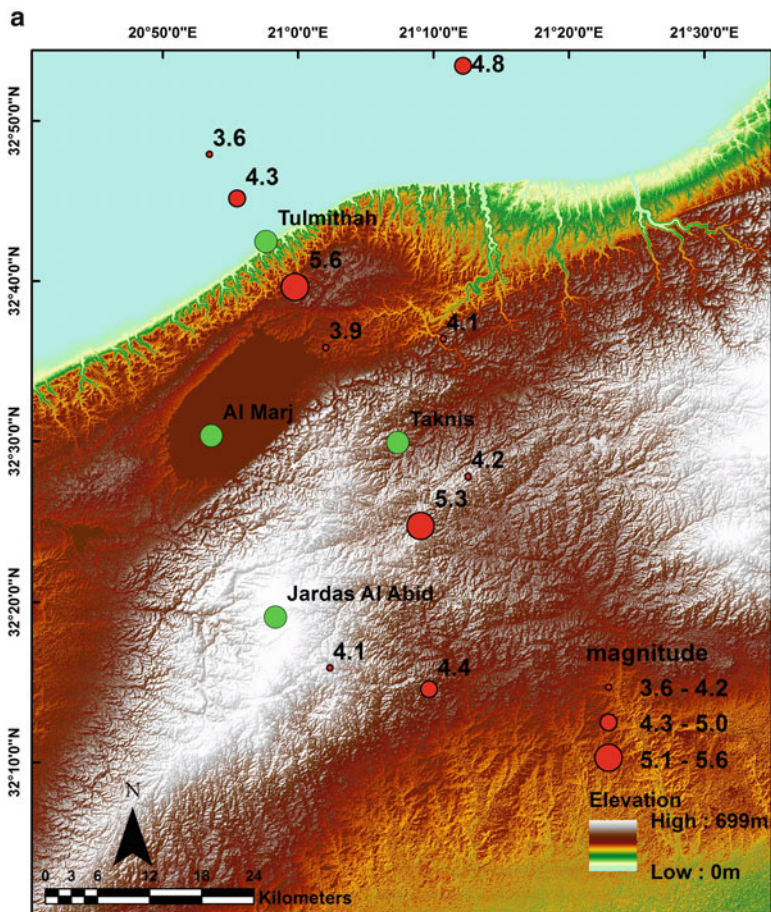 a
20°50'0"E 21°0'0"E 21°10'0"E 21°20'0"E 21°30'0"E
4.8
32°50'0"N
3.6
4.3
Tulmithah
5.6
32°40'0"N
3.9
4.1
Al Marj
Taknis
32°30'0"N
4.2
5.3
Jardas Al Abid
32°20'0"N
4.1
4.4
magnitude
3.6 - 4.2
4.3 - 5.0
5.1 - 5.6
32°10'0"N
N
Elevation
High : 699m
Low : 0m
0 3 6 12 18 24
Kilometers